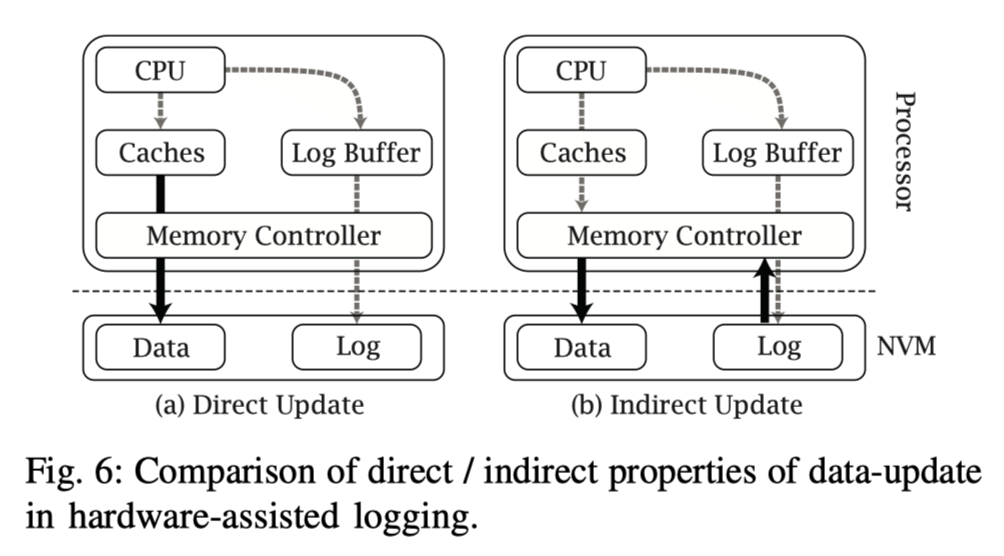 CPU
CPU
Caches
Log Buffer
Caches
Log Buffer
Processor
Memory Controller
Memory Controller
Data
Log
Data
Log
NVM
(a) Direct Update
(b) Indirect Update
Fig. 6: Comparison of direct / indirect properties of data-update
in hardware-assisted logging.